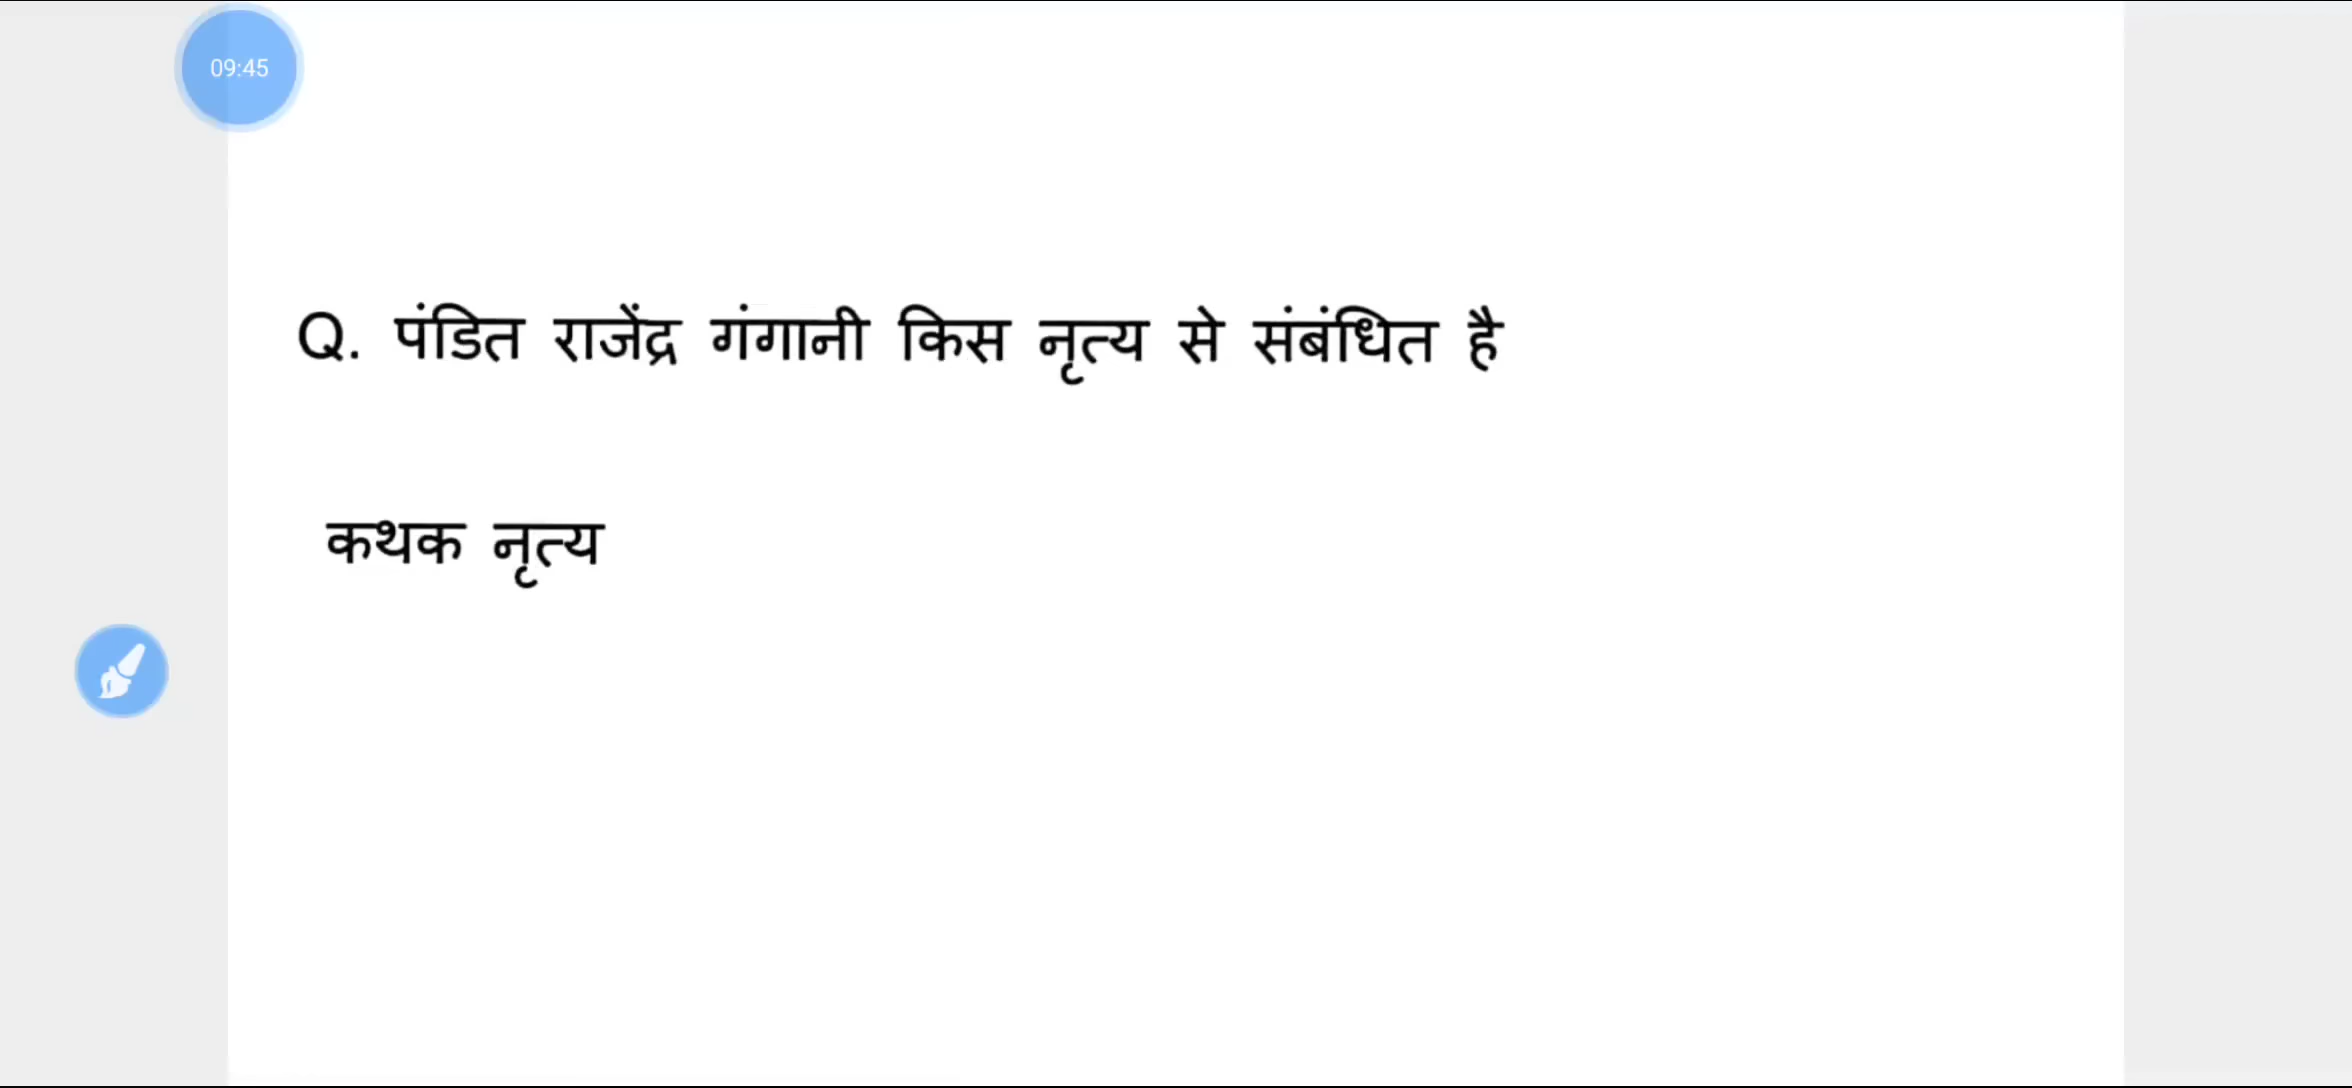 09:45
Q. पंडित राजेंद्र गंगानी किस नृत्य से संबंधित है
कथक नृत्य